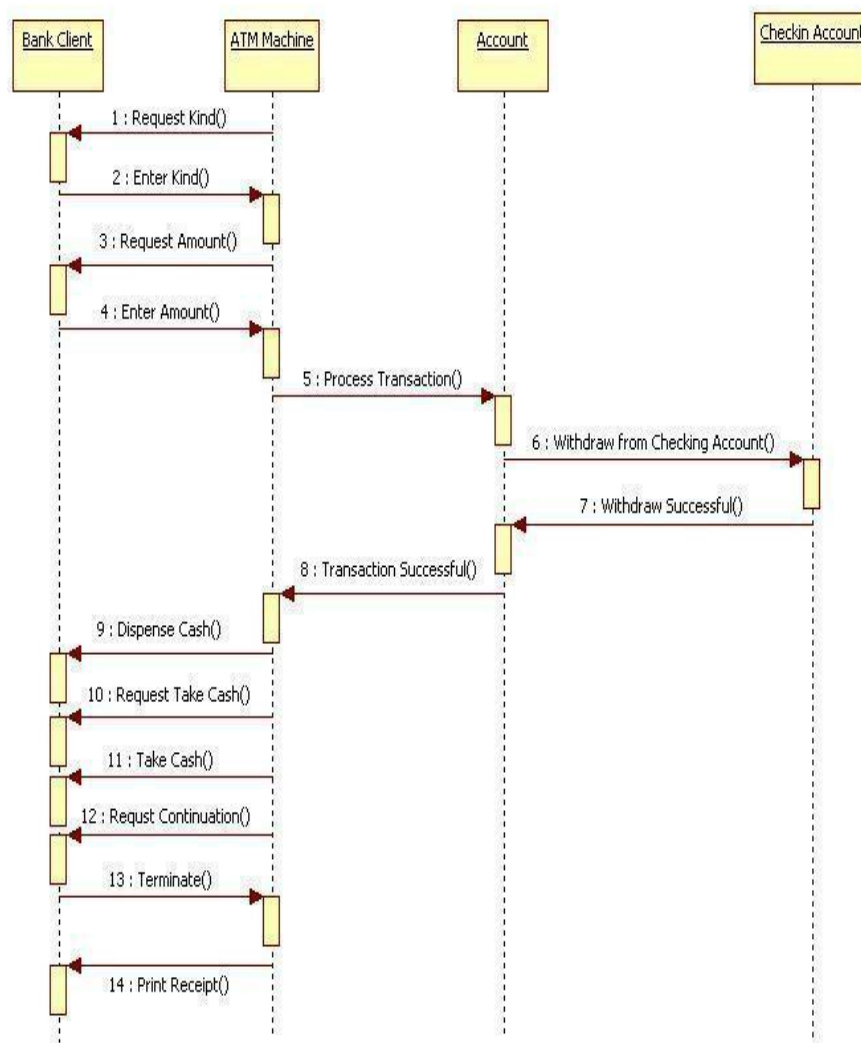 Bank Client
ATM Machine
Account
Checkin Account
1 : Request Kind()
2 : Enter Kind()
3 : Request Amount()
4 : Enter Amount()
5 : Process Transaction()
6 : Withdraw from Checking Account()
7 : Withdraw Successful()
8 : Transaction Successful()
9 : Dispense Cash()
10 : Request Take Cash()
11 : Take Cash()
12 : Requst Continuation()
13 : Terminate()
14 : Print Receipt()